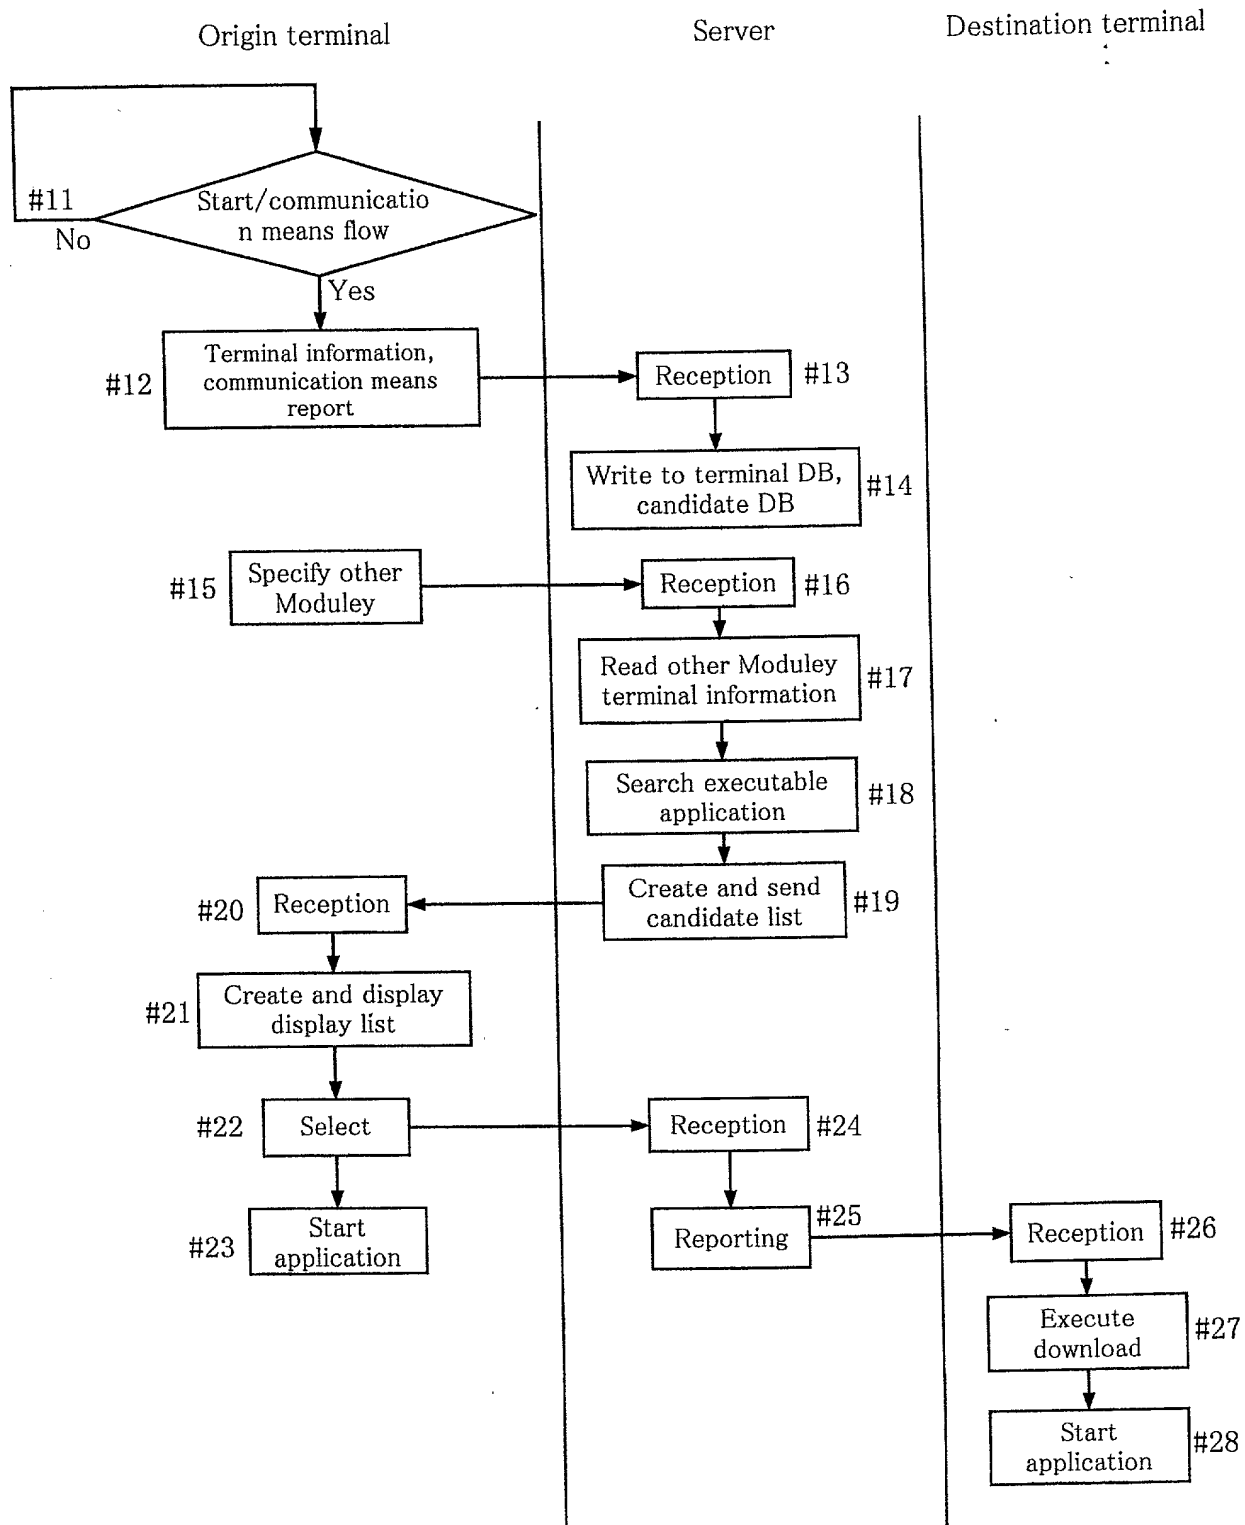 Origin terminal
Server
Destination terminal
#11
Start/communicatio
n means flow
No
Yes
#12
Terminal information,
communication means
report
Reception
#13
Write to terminal DB,
candidate DB
#14
#15
Specify other
Moduley
Reception
#16
Read other Moduley
terminal information
#17
Search executable
application
#18
Create and send
candidate list
#19
#20
Reception
#21
Create and display
display list
#22
Select
Reception
#24
#23
Start
application
Reporting
#25
Reception
#26
Execute
download
#27
Start
application
#28